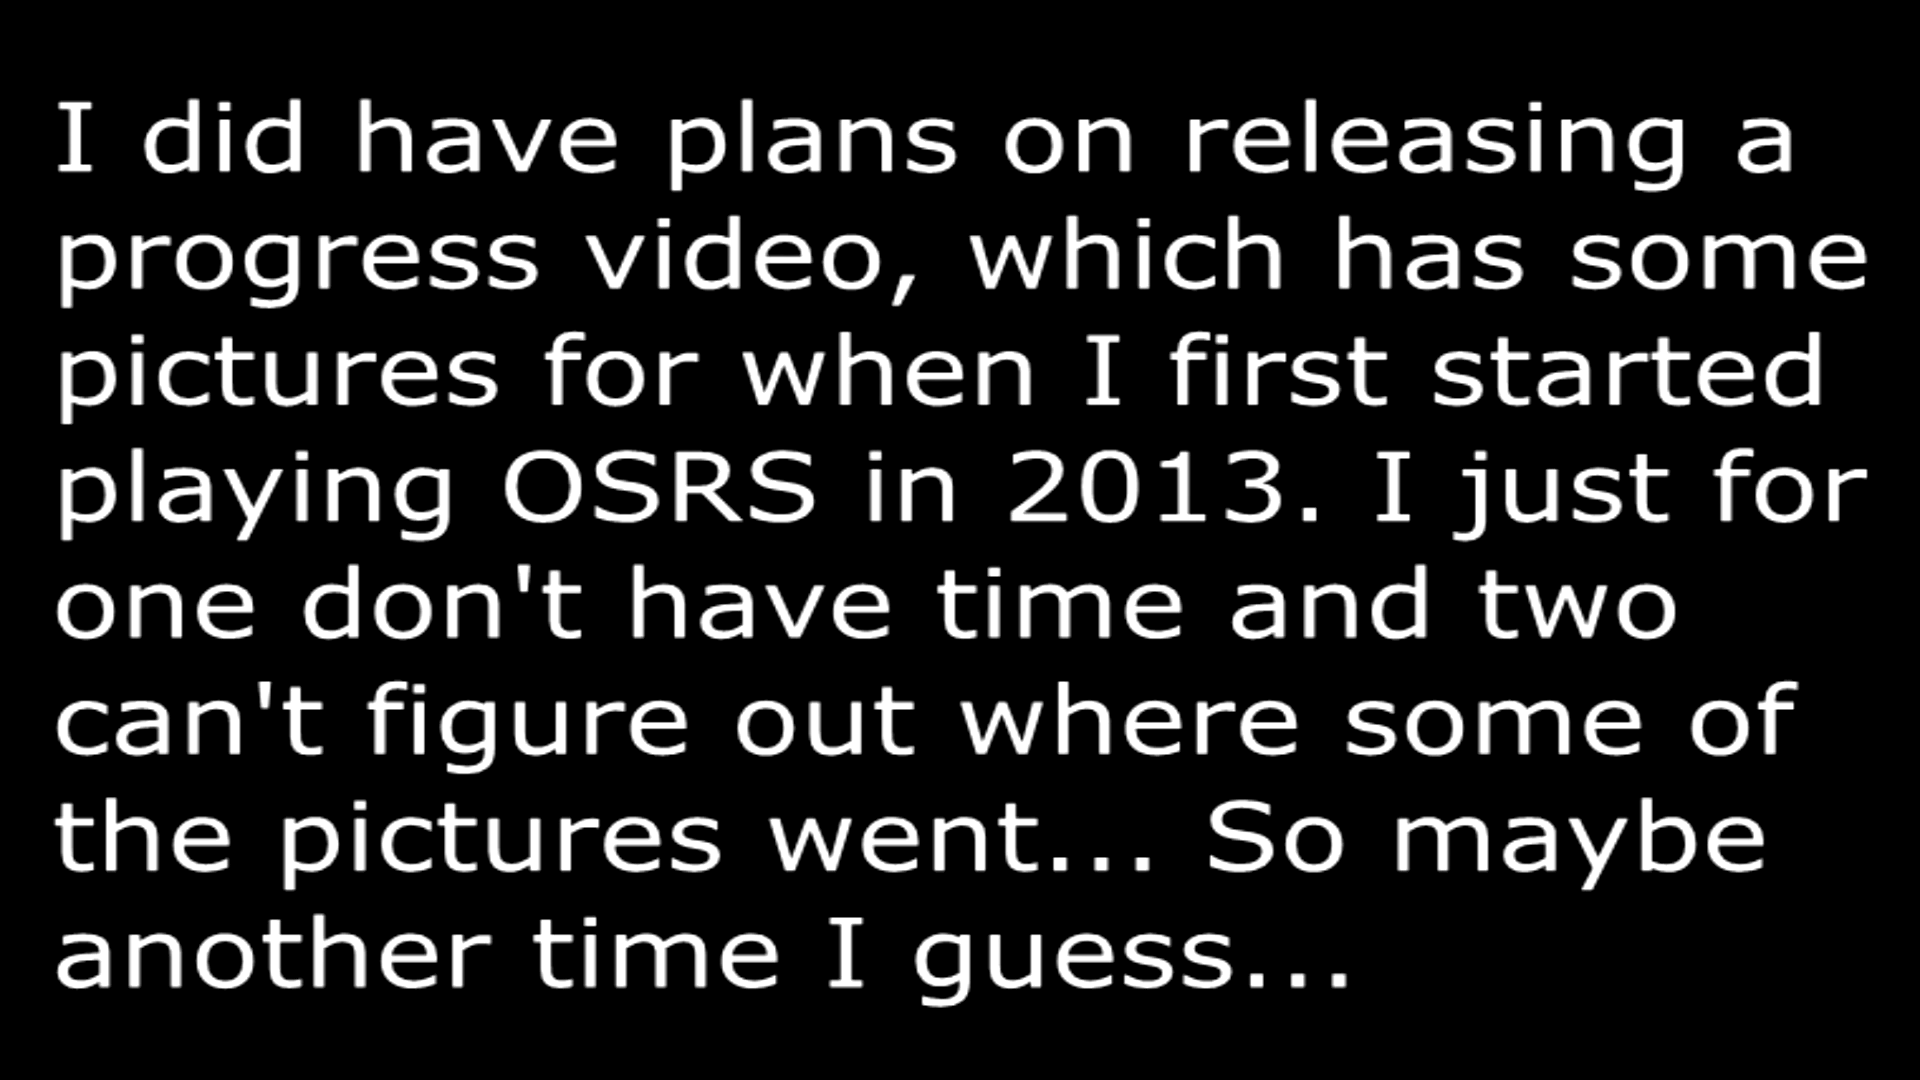 I did have plans on releasing a
progress video, which has some
pictures for when I first started
playing OSRS in 2013. I just for
one don't have time and two
can't figure out where some of
the pictures went... So maybe
another time I guess...